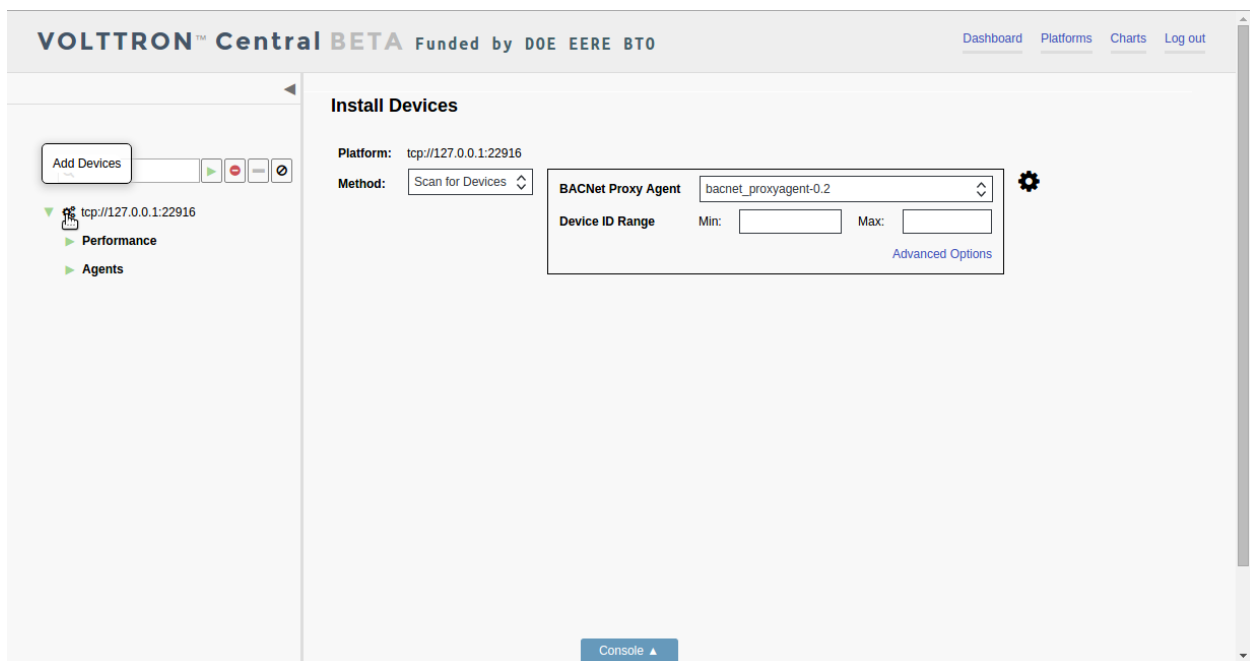 VOLTTRON™ Central BETA Funded by DOE EERE BTO
Dashboard Platforms Charts Log out
Install Devices
Add Devices
Platform: tcp://127.0.0.1:22916
Method: Scan for Devices
BACNet Proxy Agent bacnet_proxyagent-0.2
Device ID Range Min: Max:
Advanced Options
tcp://127.0.0.1:22916
Performance
Agents
Console ▲